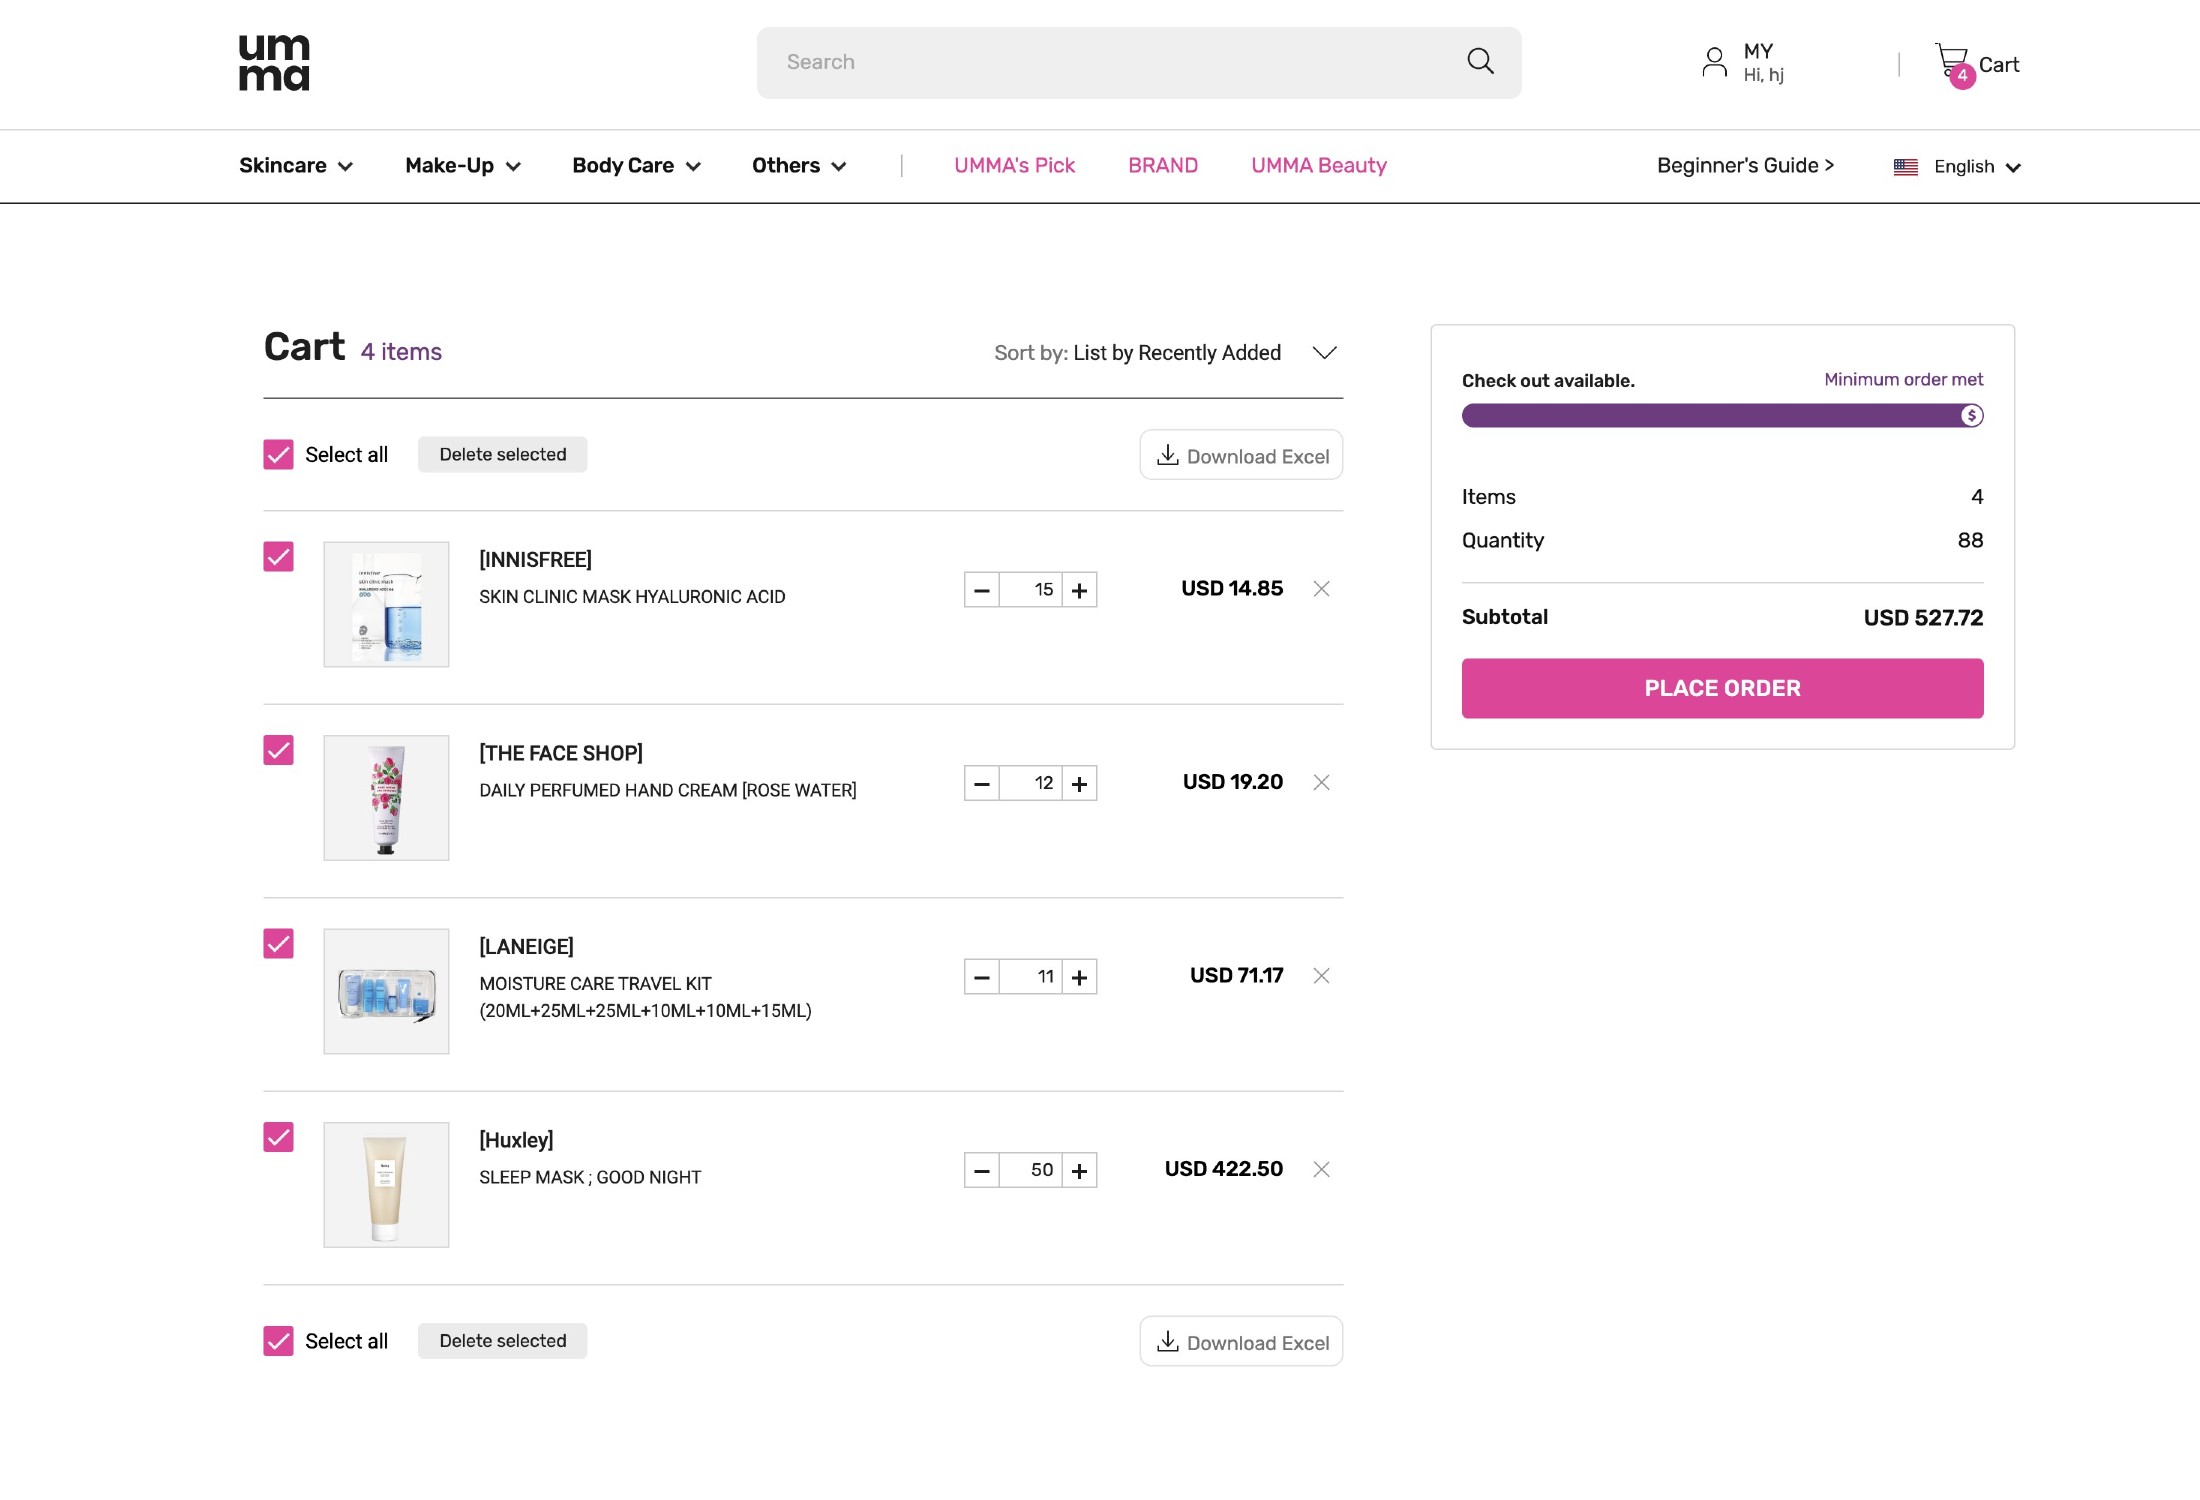 um
ma
Search
MY
Hi, hj
4
Cart
Skincare
Make-Up
Body Care
Others
UMMA's Pick
BRAND
UMMA Beauty
Beginner's Guide >
English
Cart 4 items
Sort by: List by Recently Added
Select all
Delete selected
Download Excel
[INNISFREE]
SKIN CLINIC MASK HYALURONIC ACID
− 15 +
USD 14.85
[THE FACE SHOP]
DAILY PERFUMED HAND CREAM [ROSE WATER]
− 12 +
USD 19.20
[LANEIGE]
MOISTURE CARE TRAVEL KIT
(20ML+25ML+25ML+10ML+10ML+15ML)
− 11 +
USD 71.17
[Huxley]
SLEEP MASK ; GOOD NIGHT
− 50 +
USD 422.50
Select all
Delete selected
Download Excel
Check out available.
Minimum order met
$
Items 4
Quantity 88
Subtotal USD 527.72
PLACE ORDER